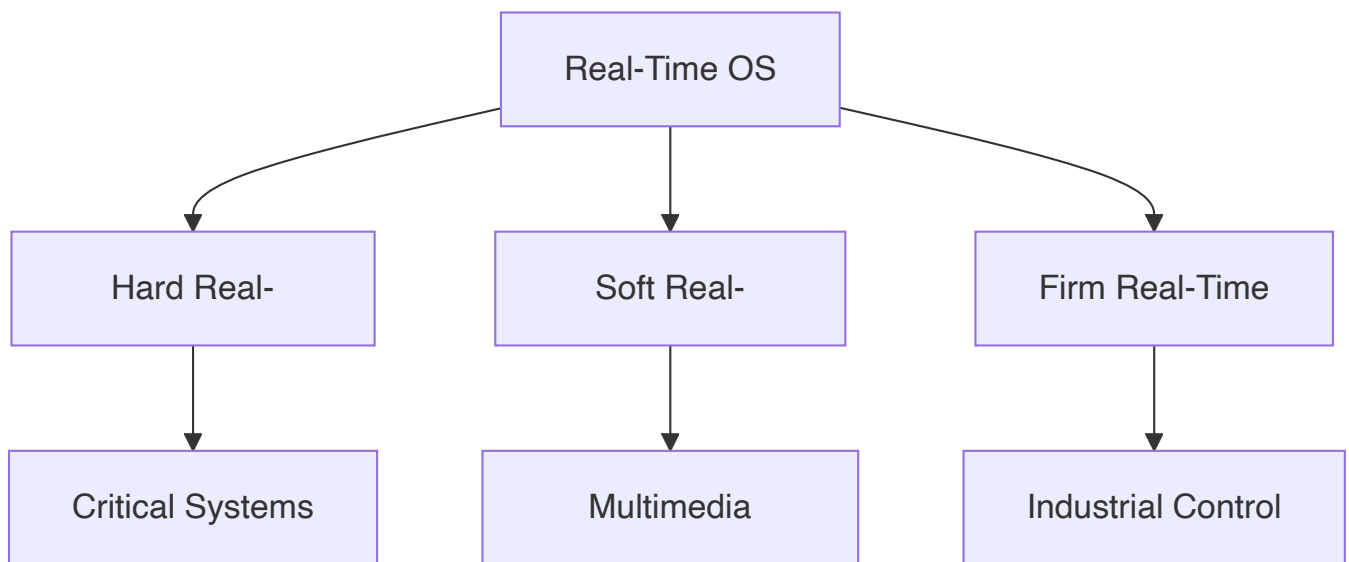 Real-Time OS
Hard Real-
Soft Real-
Firm Real-Time
Critical Systems
Multimedia
Industrial Control